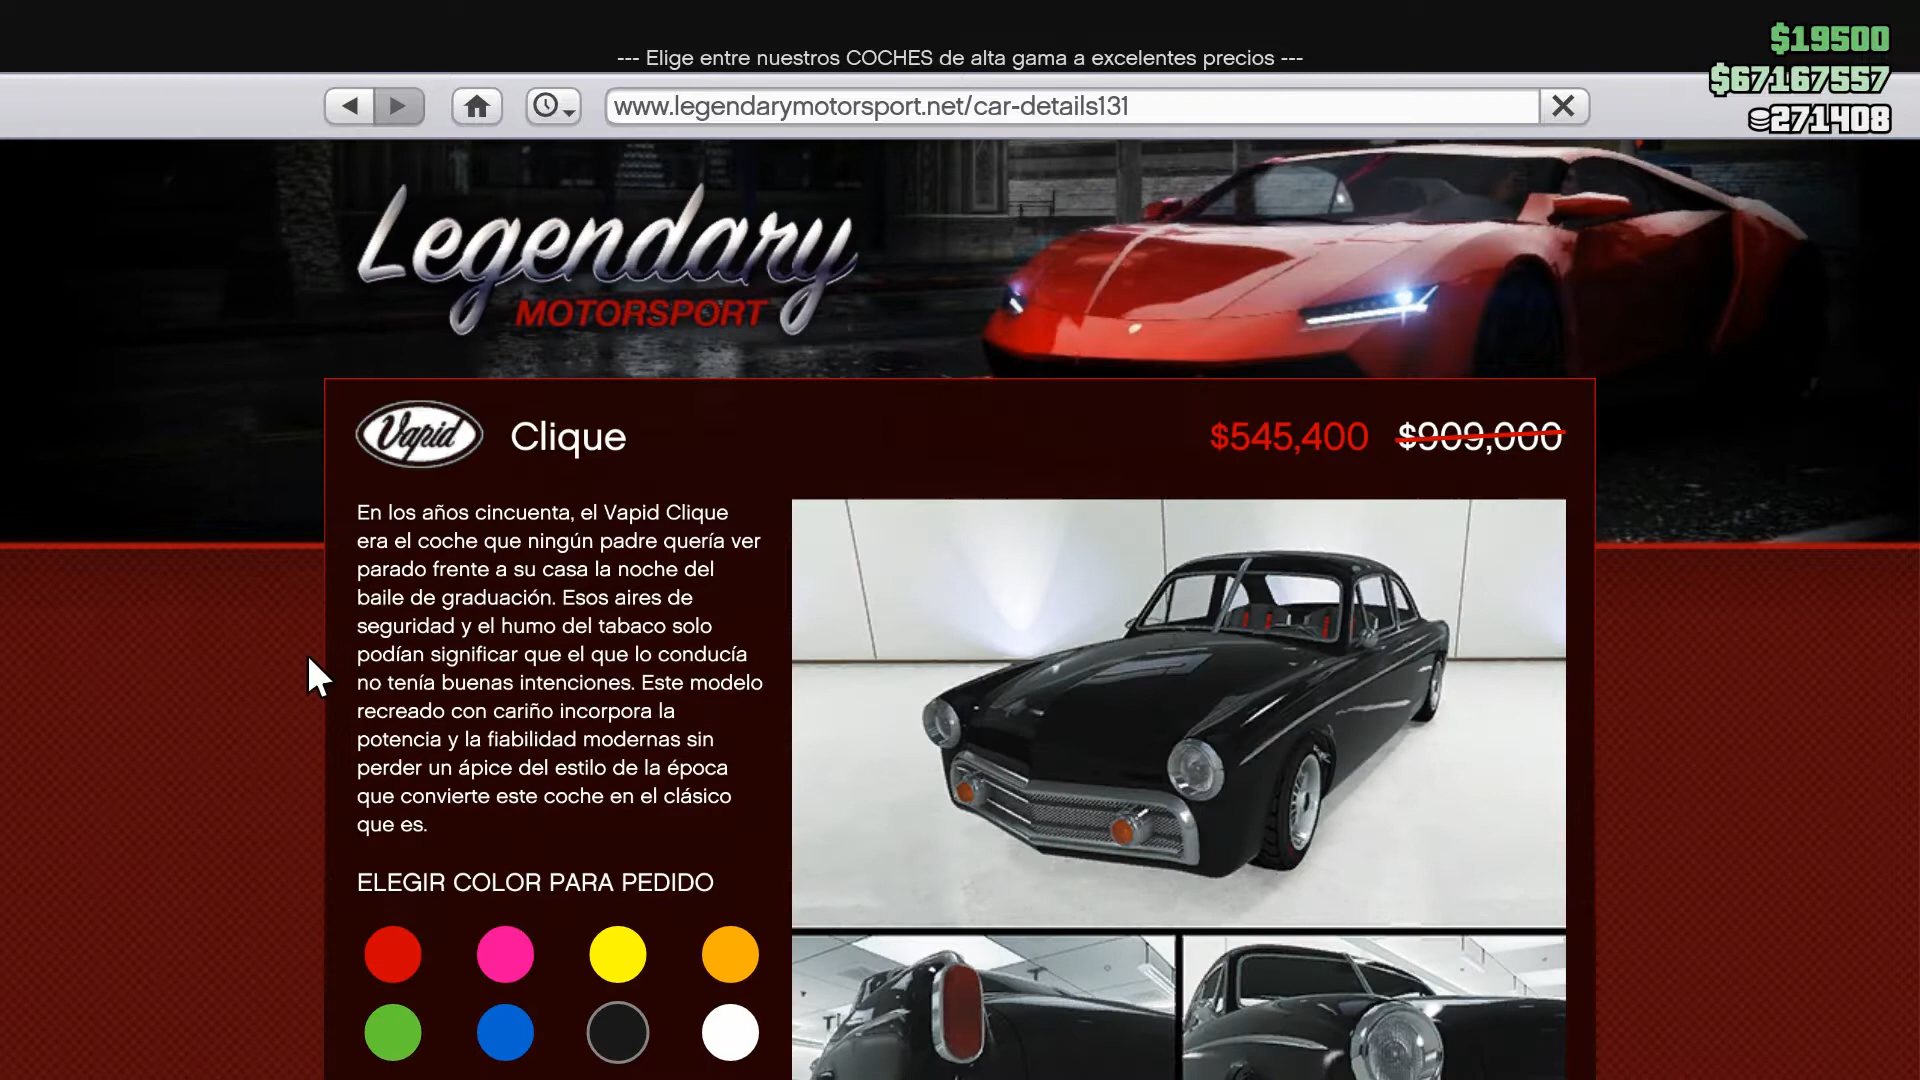 --- Elige entre nuestros COCHES de alta gama a excelentes precios ---
$19500
$67167557
271408
www.legendarymotorsport.net/car-details131
Legendary
MOTORSPORT
Vapid
Clique
$545,400 $909,000
En los años cincuenta, el Vapid Clique
era el coche que ningún padre quería ver
parado frente a su casa la noche del
baile de graduación. Esos aires de
seguridad y el humo del tabaco solo
podían significar que el que lo conducía
no tenía buenas intenciones. Este modelo
recreado con cariño incorpora la
potencia y la fiabilidad modernas sin
perder un ápice del estilo de la época
que convierte este coche en el clásico
que es.
ELEGIR COLOR PARA PEDIDO